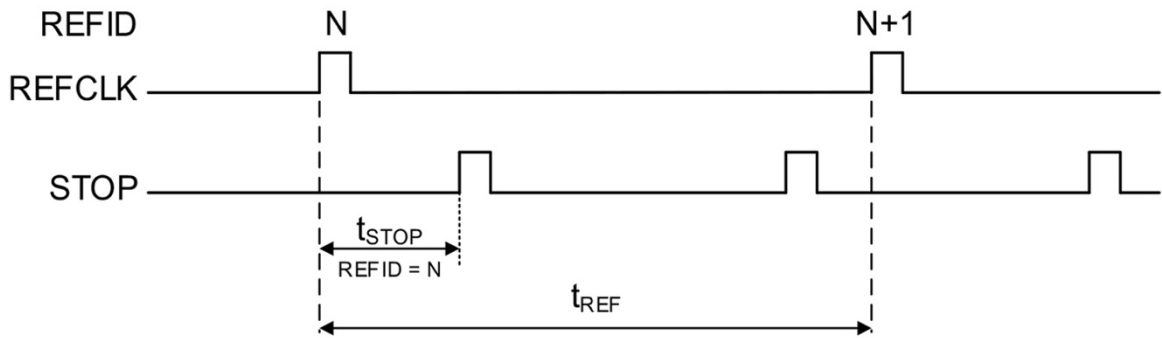 REFID N N+1
REFCLK
STOP
tSTOP
REFID = N
tREF